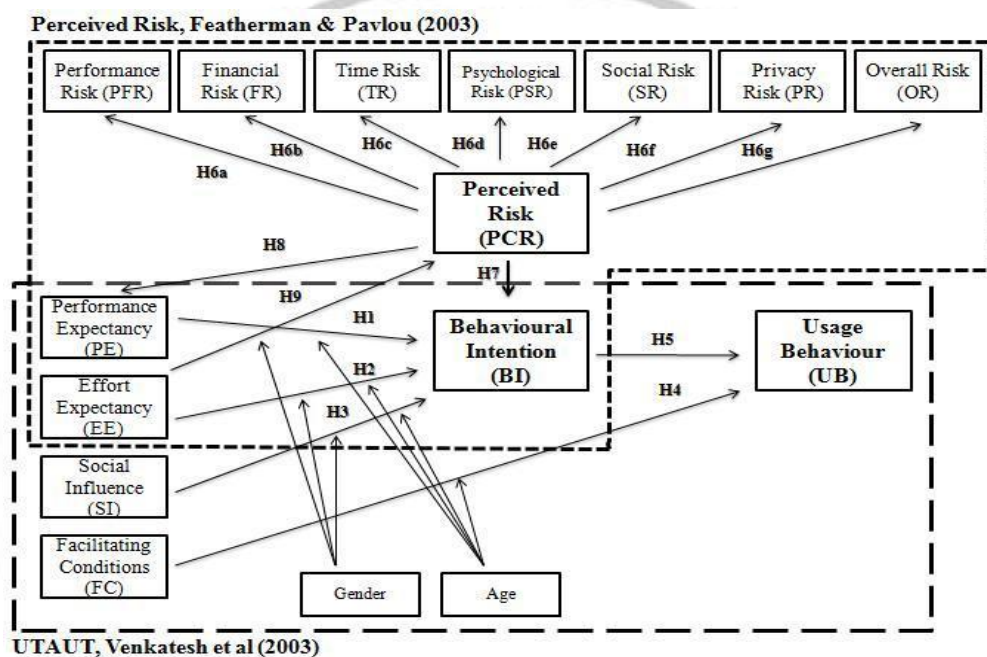 Perceived Risk, Featherman & Pavlou (2003)
Performance
Risk (PFR)
Financial
Risk (FR)
Time Risk
(TR)
Psychological
Risk (PSR)
Social Risk
(SR)
Privacy
Risk (PR)
Overall Risk
(OR)
H6a
H6b
H6c
H6d
H6e
H6f
H6g
Perceived
Risk
(PCR)
H8
H7
H9
Performance
Expectancy
(PE)
H1
Behavioural
Intention
(BI)
H5
Usage
Behaviour
(UB)
Effort
Expectancy
(EE)
H2
H3
H4
Social
Influence
(SI)
Facilitating
Conditions
(FC)
Gender
Age
UTAUT, Venkatesh et al (2003)